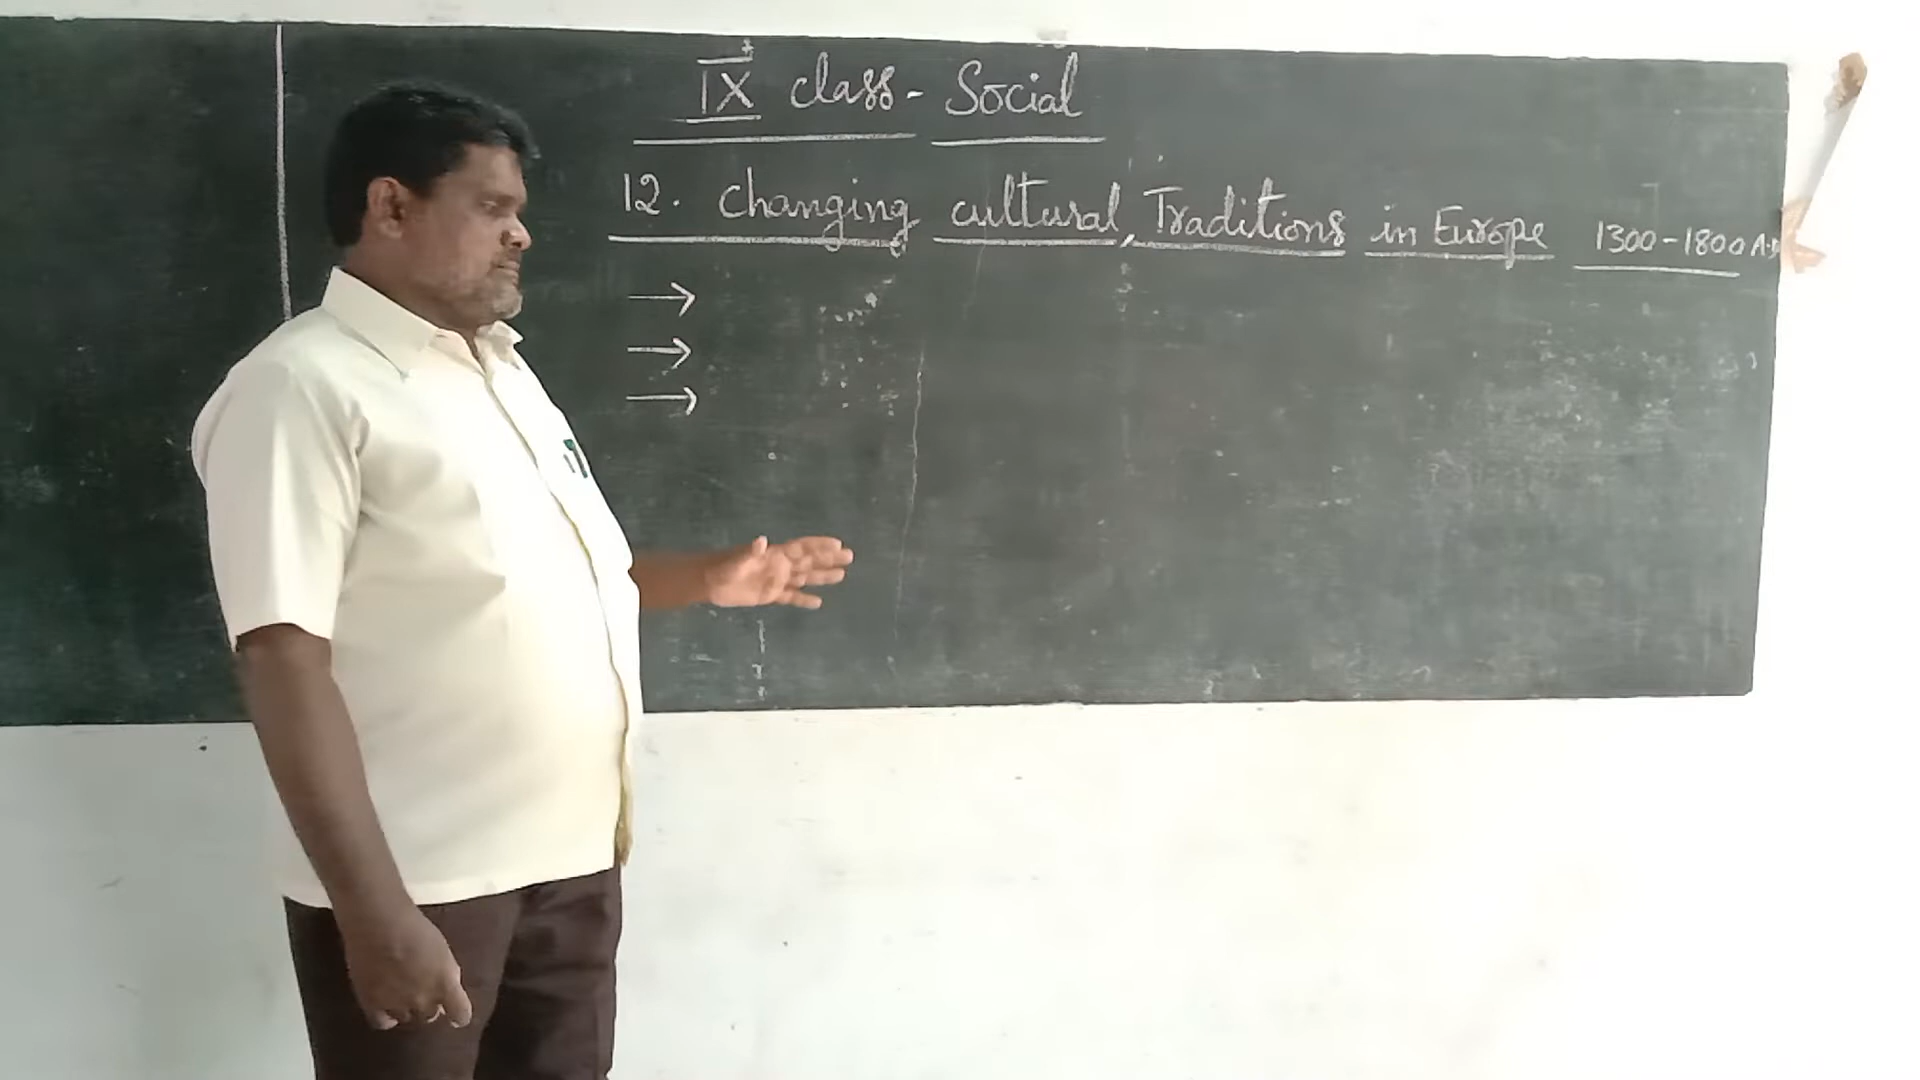 IX class - Social
12. Changing cultural, Traditions in Europe 1300-1800 A.D
→
→
→